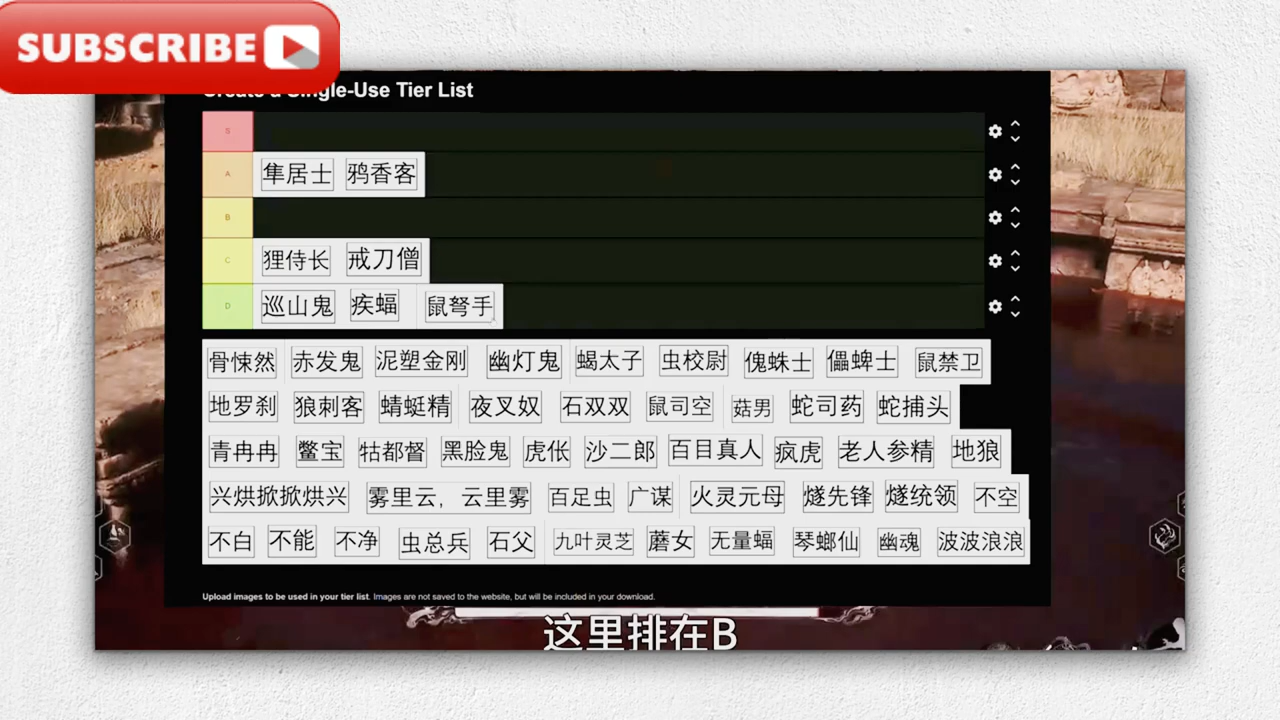 SUBSCRIBE
Create a Single-Use Tier List
S
A 隼居士 鸦香客
B
C 狸侍长 戒刀僧
D 巡山鬼 疾蝠 鼠弩手
骨悚然 赤发鬼 泥塑金刚 幽灯鬼 蝎太子 虫校尉 傀蛛士 儡蜱士 鼠禁卫
地罗刹 狼刺客 蜻蜓精 夜叉奴 石双双 鼠司空 菇男 蛇司药 蛇捕头
青冉冉 鳖宝 牯都督 黑脸鬼 虎伥 沙二郎 百目真人 疯虎 老人参精 地狼
兴烘掀掀烘兴 雾里云，云里雾 百足虫 广谋 火灵元母 燧先锋 燧统领 不空
不白 不能 不净 虫总兵 石父 九叶灵芝 蘑女 无量蝠 琴螂仙 幽魂 波波浪浪
Upload images to be used in your tier list. Images are not saved to the website, but will be included in your download.
这里排在B